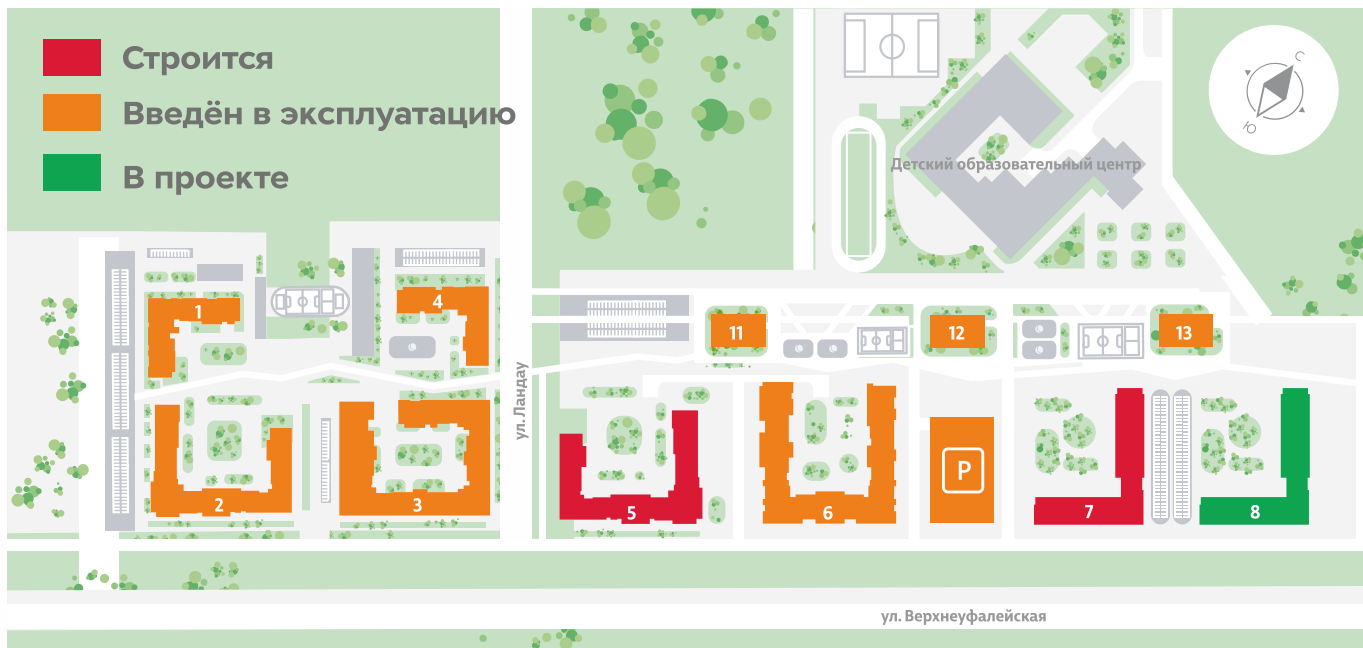 Строится
Введён в эксплуатацию
В проекте
С
Ю
Детский образовательный центр
1
4
11
12
13
ул. Ландау
2
3
5
6
P
7
8
ул. Верхнеуфалейская